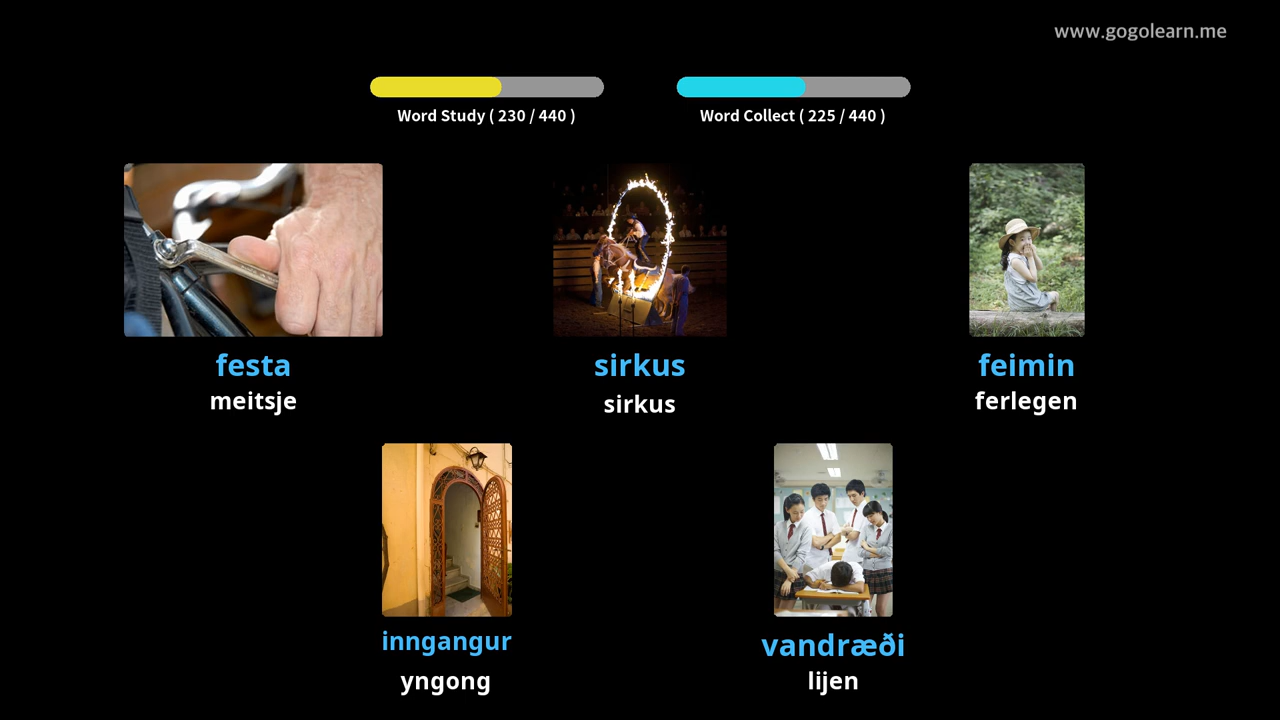 www.gogolearn.me
Word Study ( 230 / 440 )
Word Collect ( 225 / 440 )
festa
meitsje
sirkus
sirkus
feimin
ferlegen
inngangur
yngong
vandræði
lijen